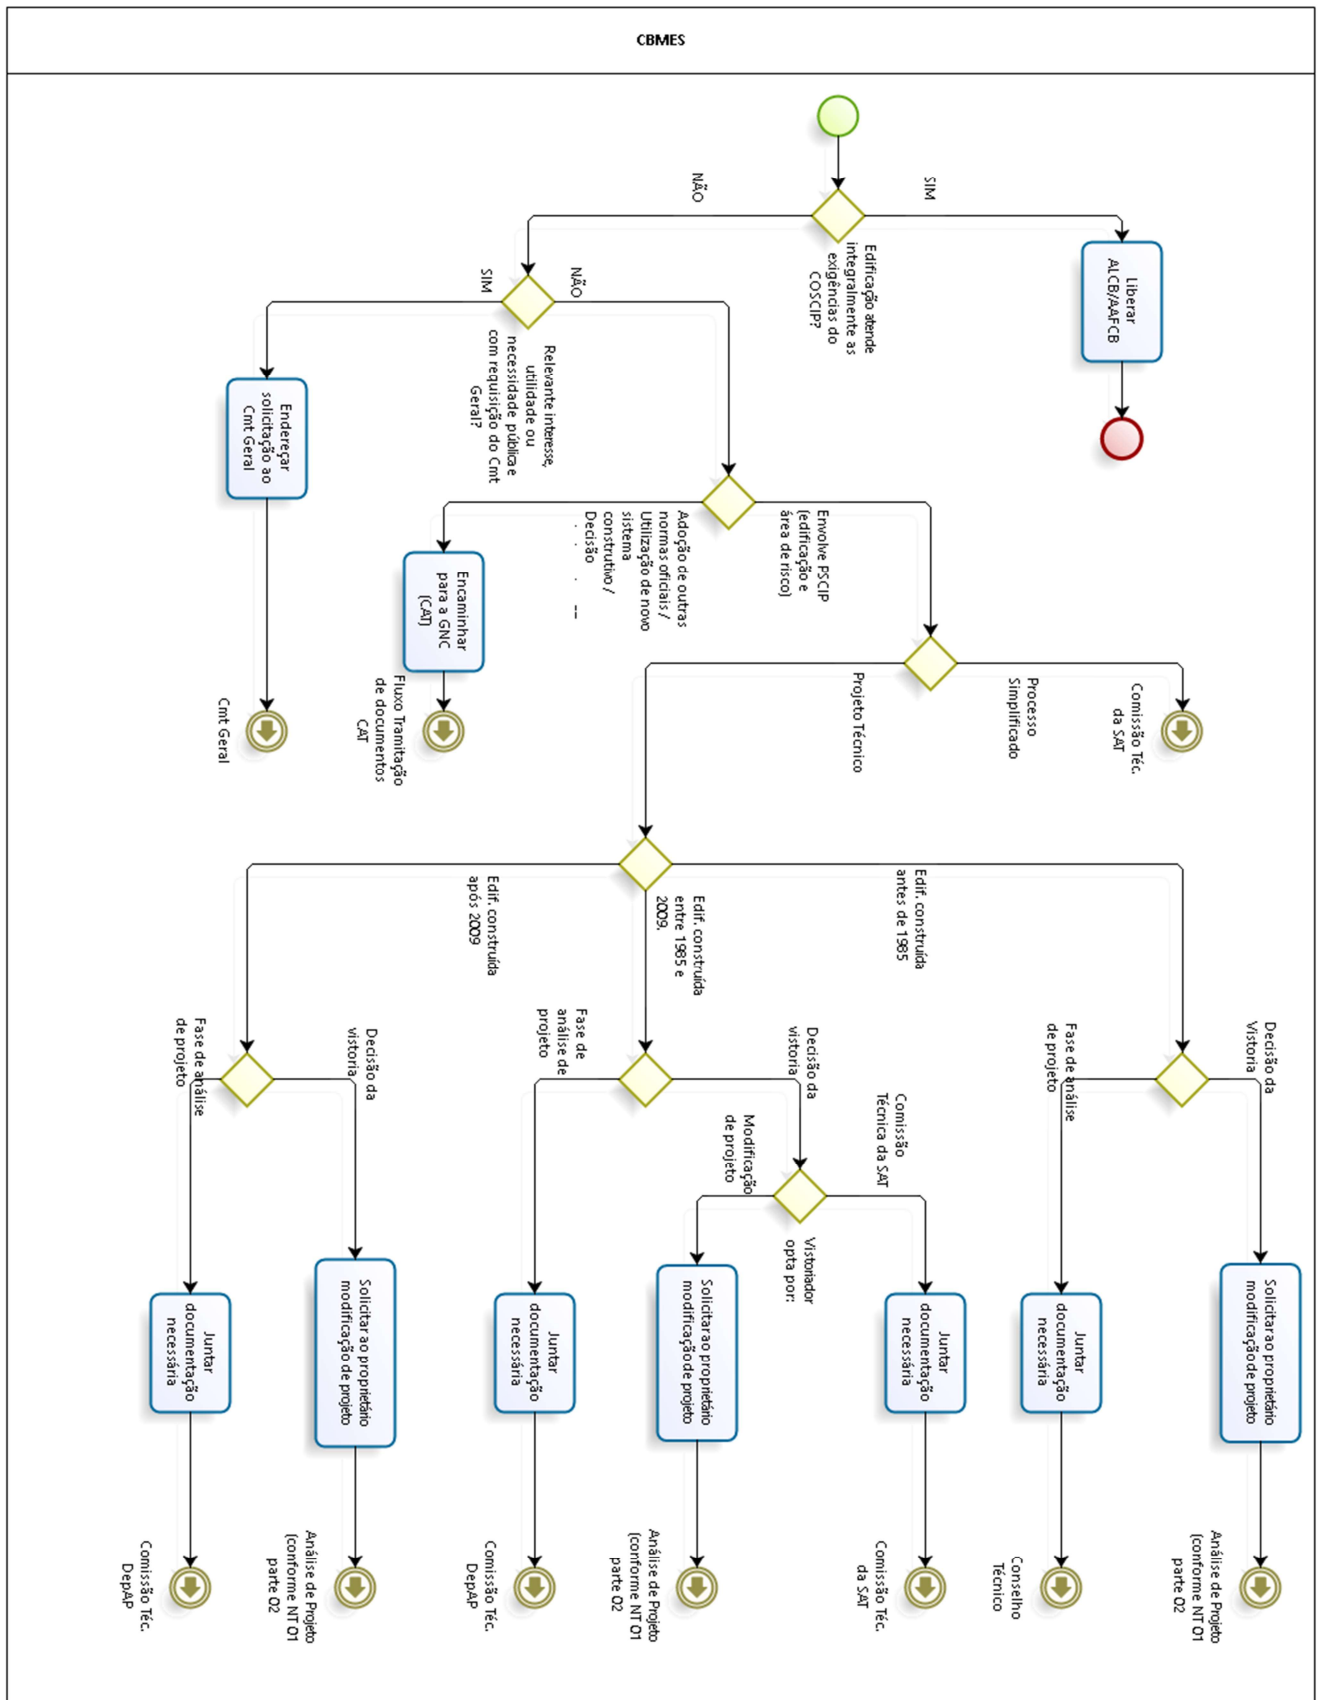 CBMES
SIM
NÃO
Liberar
ALCB/AAFCB
Edificação atende
integralmente as
exigências do
COSCIP?
NÃO
SIM
Relevante interesse,
utilidade ou
necessidade pública e
com requisição do Cmt
Geral?
Endereçar
solicitação ao
Cmt Geral
Envolve PSCIP
(edificação e
área de risco)
Adoção de outras
normas oficiais /
Utilização de novo
sistema
construtivo /
Decisão
Encaminhar
para a GNC
(CAT)
Processo
Simplificado
Projeto Técnico
Comissão Téc.
da SAT
Fluxo Tramitação
de documentos
CAT
Cmt Geral
Edif. construída
antes de 1985
Edif. construída
entre 1985 e
2009.
Edif. construída
após 2009
Decisão da
Vistoria
Fase de análise
de projeto
Decisão da
vistoria
Fase de
análise de
projeto
Decisão da
vistoria
Fase de análise
de projeto
Comissão
Técnica da SAT
Modificação
de projeto
Vistoriador
opta por:
Solicitar ao proprietário
modificação de projeto
Juntar
documentação
necessária
Juntar
documentação
necessária
Solicitar ao proprietário
modificação de projeto
Juntar
documentação
necessária
Solicitar ao proprietário
modificação de projeto
Juntar
documentação
necessária
Análise de Projeto
(conforme NT 01
parte 02
Conselho
Técnico
Comissão Téc.
da SAT
Análise de Projeto
(conforme NT 01
parte 02
Comissão Téc.
DepAP
Análise de Projeto
(conforme NT 01
parte 02
Comissão Téc.
DepAP